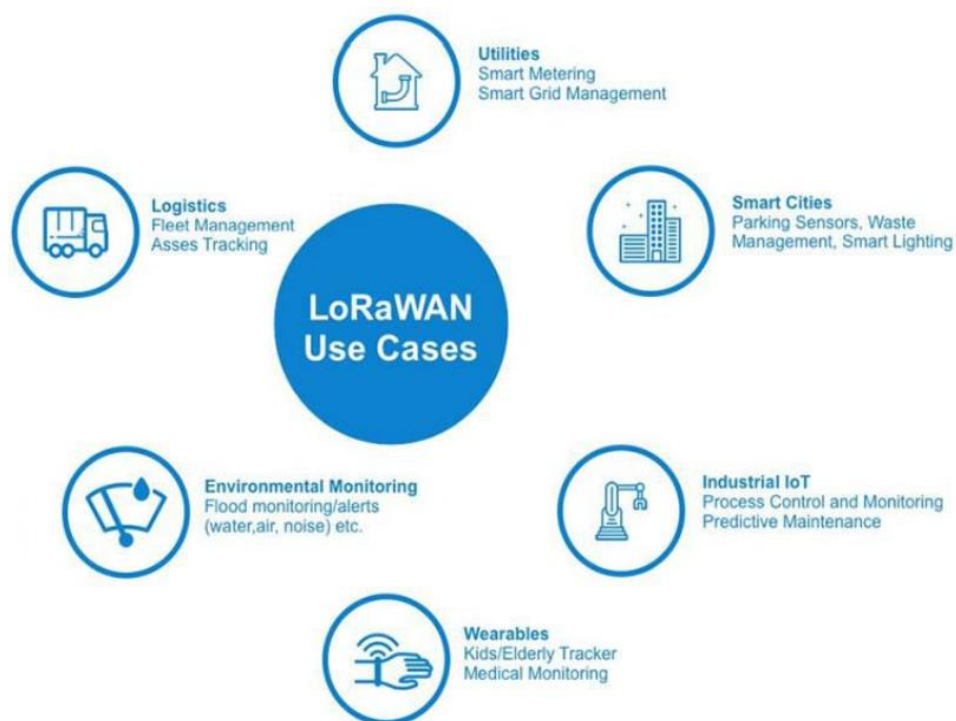 Utilities
Smart Metering
Smart Grid Management
Logistics
Fleet Management
Asses Tracking
Smart Cities
Parking Sensors, Waste
Management, Smart Lighting
LoRaWAN
Use Cases
Environmental Monitoring
Flood monitoring/alerts
(water,air, noise) etc.
Industrial IoT
Process Control and Monitoring
Predictive Maintenance
Wearables
Kids/Elderly Tracker
Medical Monitoring